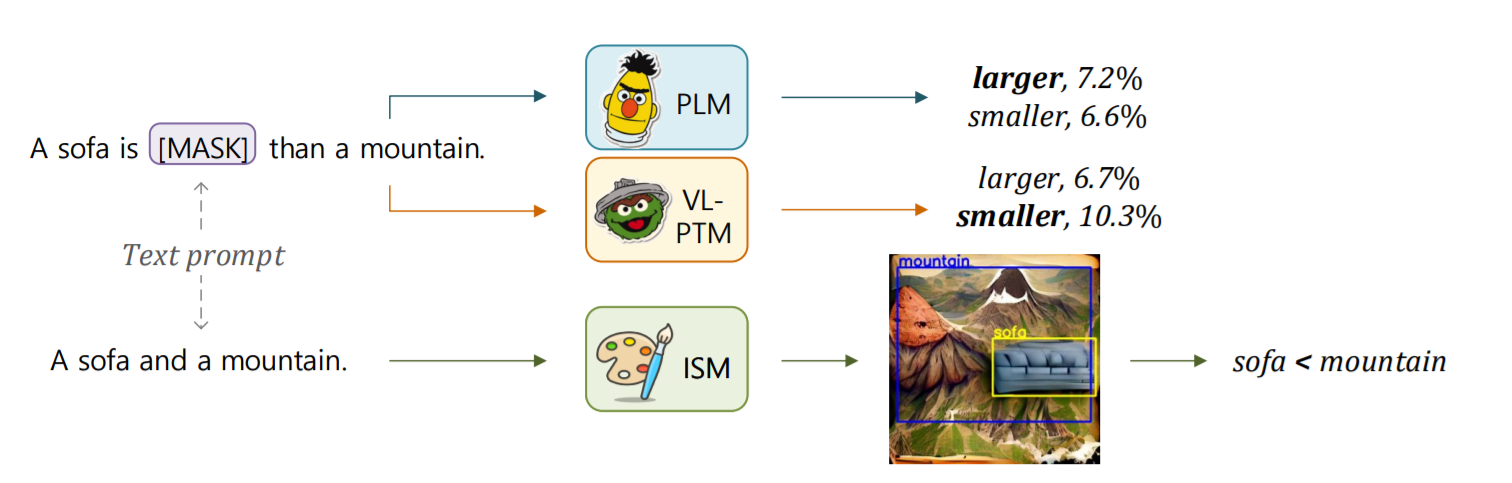 A sofa is [MASK] than a mountain.
Text prompt
A sofa and a mountain.
PLM
VL-
PTM
ISM
larger, 7.2%
smaller, 6.6%
larger, 6.7%
smaller, 10.3%
mountain
sofa
sofa < mountain